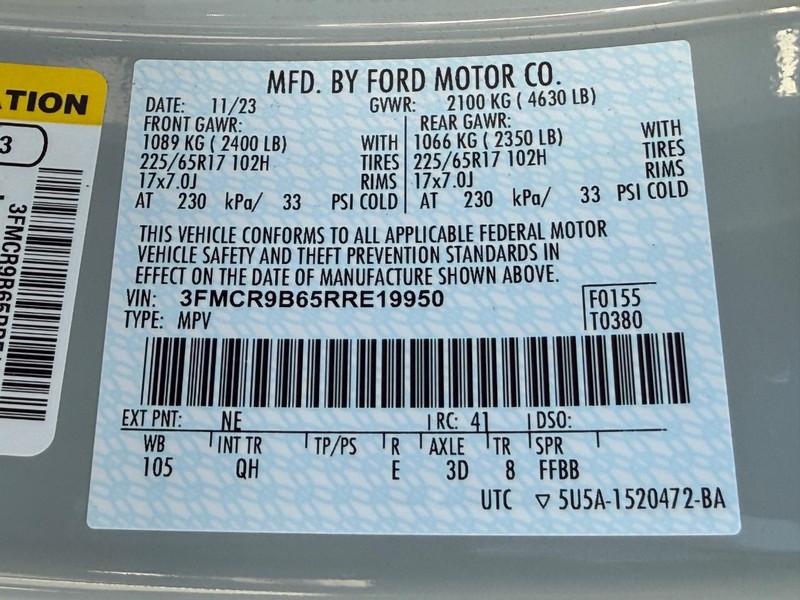 ATION
3
3FMCR9B65RRE1
MFD. BY FORD MOTOR CO.
DATE: 11/23 GVWR: 2100 KG ( 4630 LB)
FRONT GAWR: REAR GAWR:
1089 KG ( 2400 LB) WITH 1066 KG ( 2350 LB) WITH
225/65R17 102H TIRES 225/65R17 102H TIRES
17x7.0J RIMS 17x7.0J RIMS
AT 230 kPa/ 33 PSI COLD AT 230 kPa/ 33 PSI COLD
THIS VEHICLE CONFORMS TO ALL APPLICABLE FEDERAL MOTOR
VEHICLE SAFETY AND THEFT PREVENTION STANDARDS IN
EFFECT ON THE DATE OF MANUFACTURE SHOWN ABOVE.
VIN: 3FMCR9B65RRE19950 F0155
TYPE: MPV T0380
EXT PNT: NE RC: 41 DSO:
WB INT TR TP/PS R AXLE TR SPR
105 QH E 3D 8 FFBB
UTC ▽ 5U5A-1520472-BA